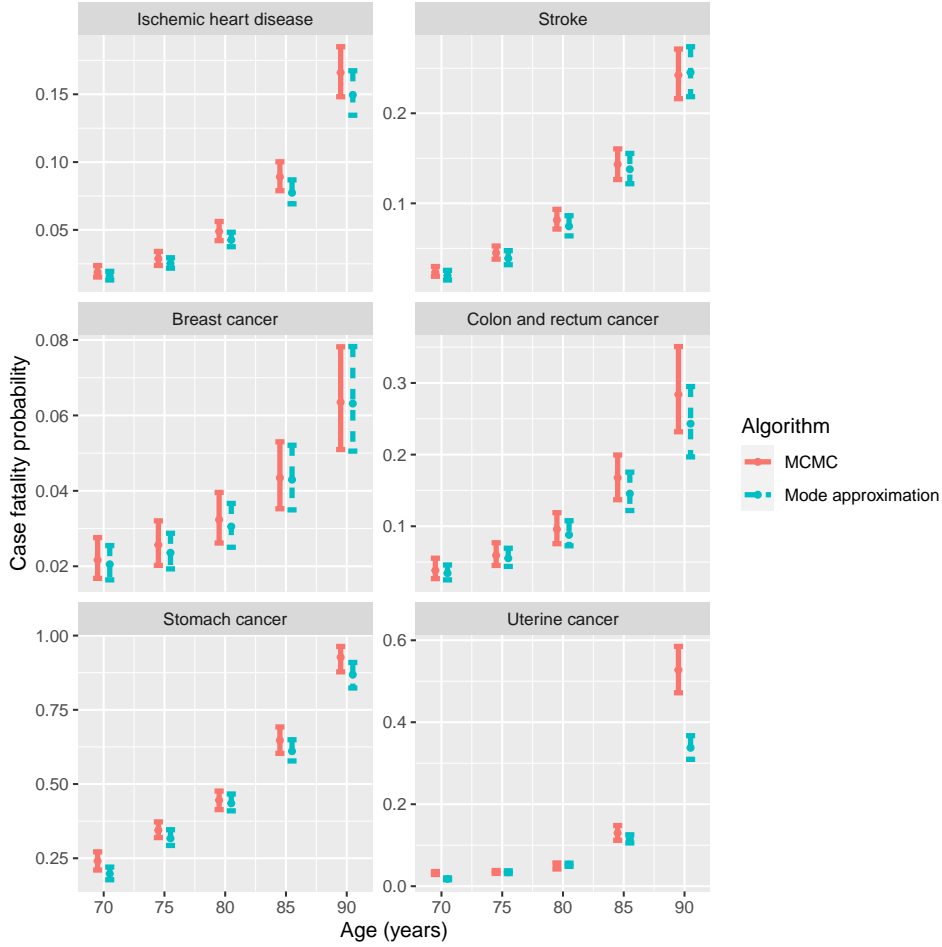 Ischemic heart disease
Stroke
0.15
0.10
0.05
0.2
0.1
Breast cancer
Colon and rectum cancer
0.08
0.06
0.04
0.02
0.3
0.2
0.1
Stomach cancer
Uterine cancer
1.00
0.75
0.50
0.25
0.6
0.4
0.2
0.0
70 75 80 85 90
70 75 80 85 90
Age (years)
Case fatality probability
Algorithm
MCMC
Mode approximation